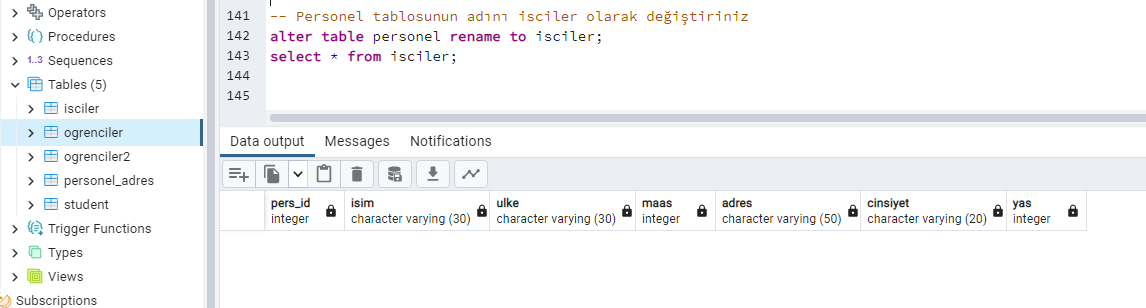 Operators
Procedures
1..3 Sequences
Tables (5)
isciler
ogrenciler
ogrenciler2
personel_adres
student
Trigger Functions
Types
Views
Subscriptions
141 -- Personel tablosunun adını isciler olarak değiştiriniz
142 alter table personel rename to isciler;
143 select * from isciler;
144
145
Data output Messages Notifications
pers_id isim ulke maas adres cinsiyet yas
integer character varying (30) character varying (30) integer character varying (50) character varying (20) integer